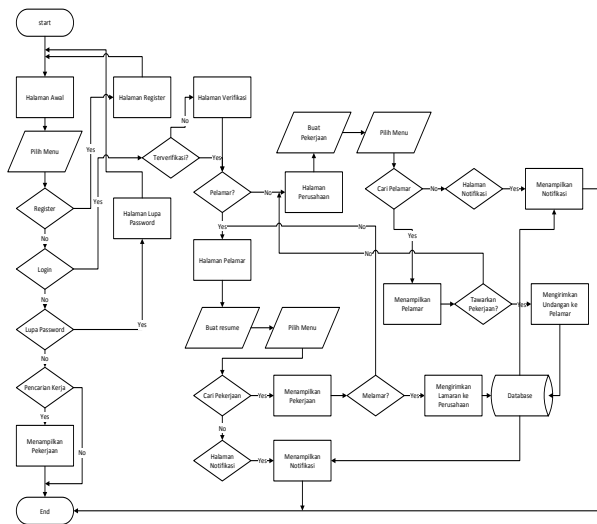 start
Halaman Awal
Pilih Menu
Register
No
Login
No
Lupa Password
No
Pencarian Kerja
Yes
Menampilkan
Pekerjaan
No
End
Halaman Register
Yes
Yes
Halaman Lupa
Password
Yes
Halaman Verifikasi
No
Terverifikasi?
Yes
Pelamar?
No
Yes
Halaman Pelamar
Buat resume
Pilih Menu
Cari Pekerjaan
Yes
Menampilkan
Pekerjaan
Melamar?
No
Yes
Mengirimkan
Lamaran ke
Perusahaan
Database
No
Halaman
Notifikasi
Yes
Menampilkan
Notifikasi
Halaman
Perusahaan
Buat
Pekerjaan
Pilih Menu
Cari Pelamar
No
Halaman
Notifikasi
Yes
Menampilkan
Notifikasi
Yes
Menampilkan
Pelamar
Tawarkan
Pekerjaan?
No
Yes
Mengirimkan
Undangan ke
Pelamar